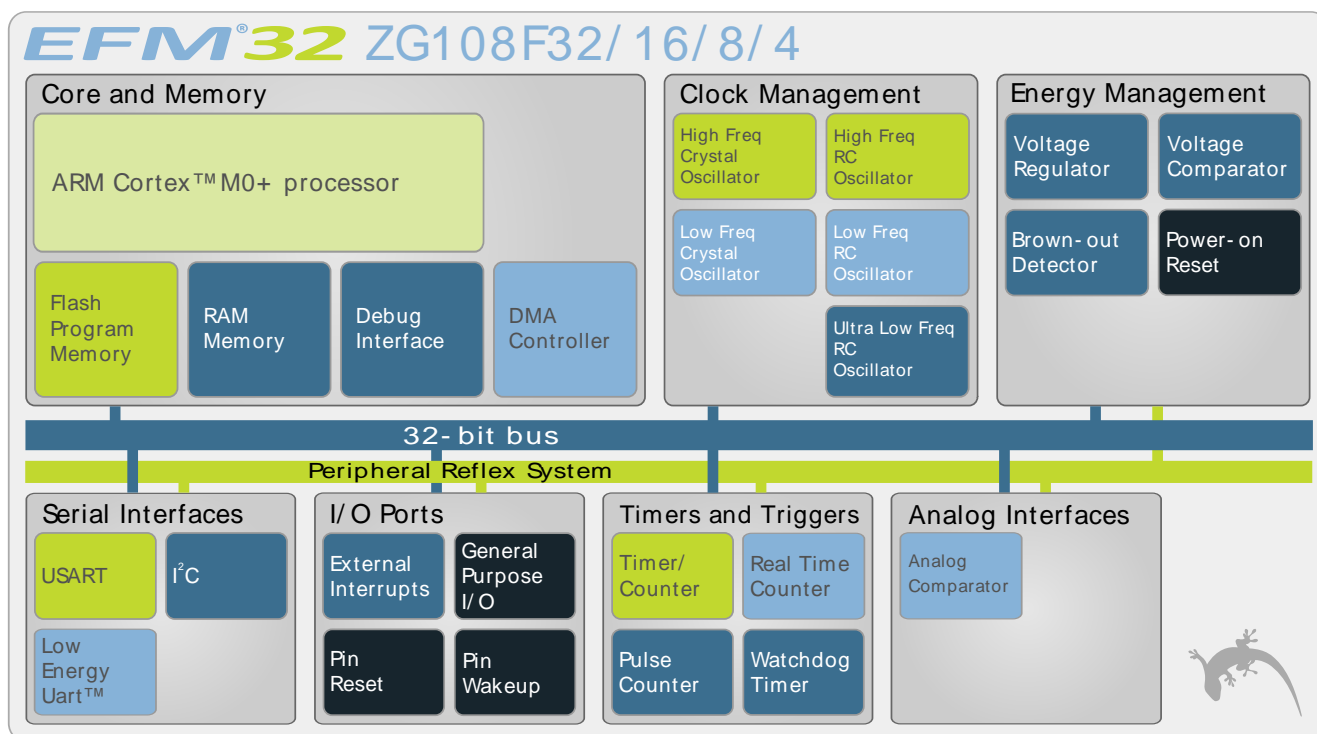 EFM®32 ZG108F32/16/8/4
Core and Memory
ARM Cortex™ M0+ processor
Flash
Program
Memory
RAM
Memory
Debug
Interface
DMA
Controller
Clock Management
High Freq
Crystal
Oscillator
High Freq
RC
Oscillator
Low Freq
Crystal
Oscillator
Low Freq
RC
Oscillator
Ultra Low Freq
RC
Oscillator
Energy Management
Voltage
Regulator
Voltage
Comparator
Brown-out
Detector
Power-on
Reset
32-bit bus
Peripheral Reflex System
Serial Interfaces
USART
I²C
Low
Energy
Uart™
I/O Ports
External
Interrupts
General
Purpose
I/O
Pin
Reset
Pin
Wakeup
Timers and Triggers
Timer/
Counter
Real Time
Counter
Pulse
Counter
Watchdog
Timer
Analog Interfaces
Analog
Comparator